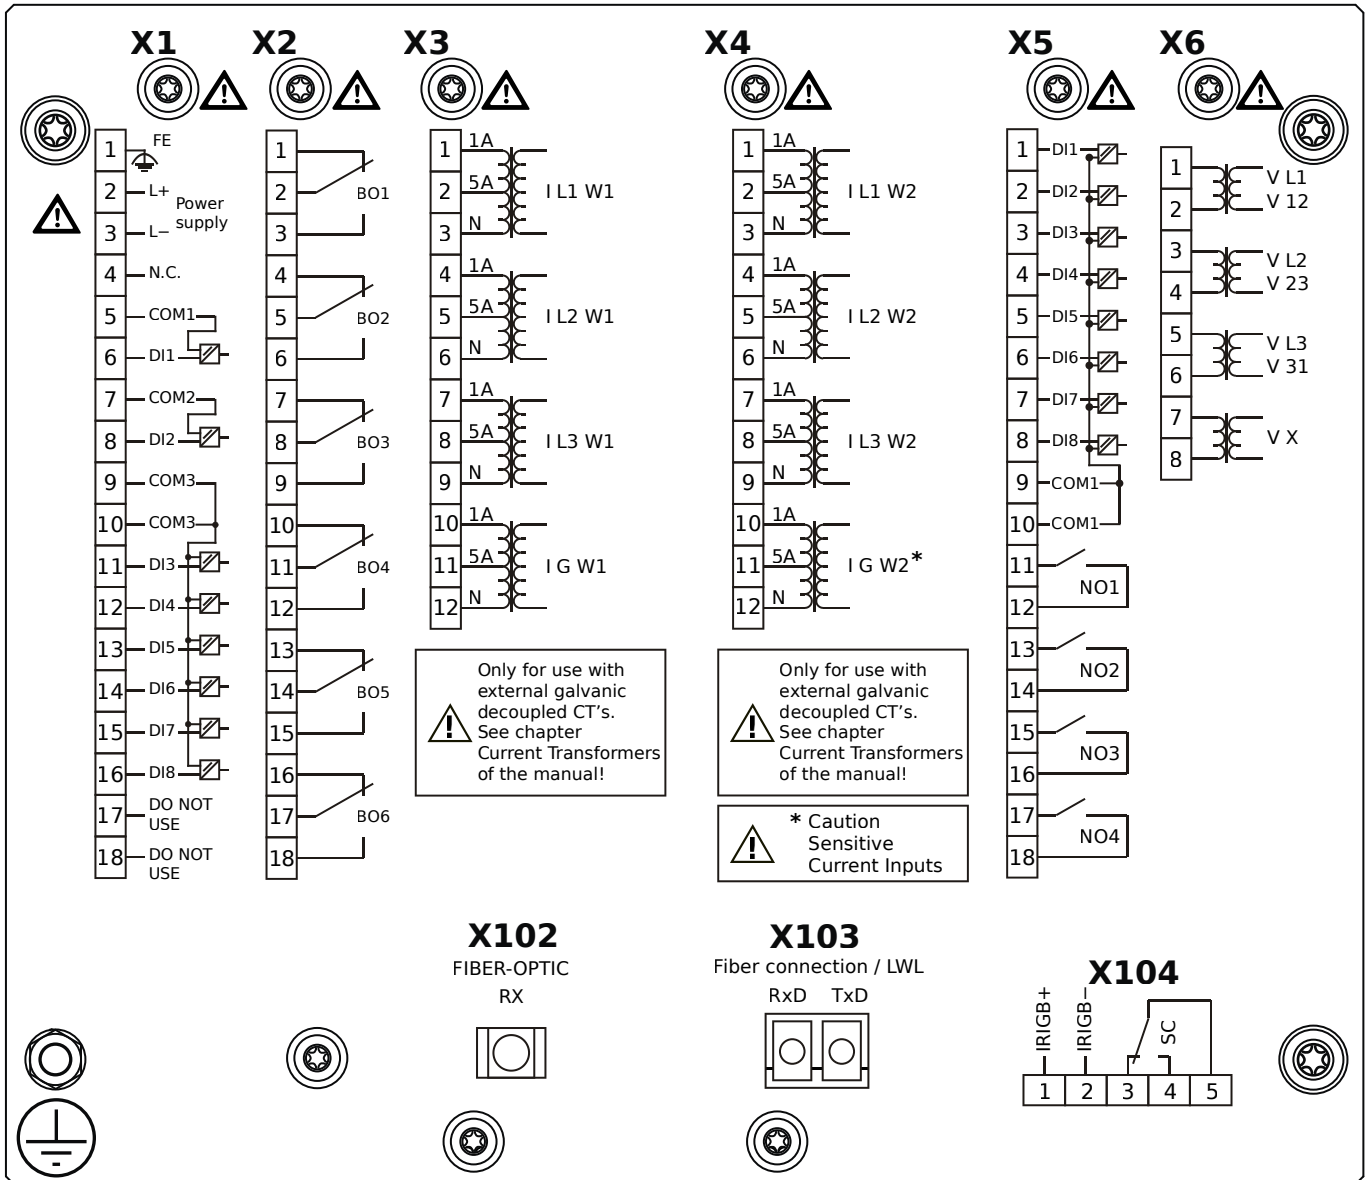 X1 X2 X3 X4 X5 X6
1 FE
2 L+
Power
supply
3 L−
4 N.C.
5 COM1
6 DI1
7 COM2
8 DI2
9 COM3
10 COM3
11 DI3
12 DI4
13 DI5
14 DI6
15 DI7
16 DI8
17 DO NOT
USE
18 DO NOT
USE
1
2 BO1
3
4
5 BO2
6
7
8 BO3
9
10
11 BO4
12
13
14 BO5
15
16
17 BO6
18
1 1A
2 5A I L1 W1
3 N
4 1A
5 5A I L2 W1
6 N
7 1A
8 5A I L3 W1
9 N
10 1A
11 5A I G W1
12 N
Only for use with
external galvanic
decoupled CT’s.
See chapter
Current Transformers
of the manual!
1 1A
2 5A I L1 W2
3 N
4 1A
5 5A I L2 W2
6 N
7 1A
8 5A I L3 W2
9 N
10 1A
11 5A I G W2*
12 N
Only for use with
external galvanic
decoupled CT’s.
See chapter
Current Transformers
of the manual!
* Caution
Sensitive
Current Inputs
1 DI1
2 DI2
3 DI3
4 DI4
5 DI5
6 DI6
7 DI7
8 DI8
9 COM1
10 COM1
11
NO1
12
13
NO2
14
15
NO3
16
17
NO4
18
1 V L1
2 V 12
3 V L2
4 V 23
5 V L3
6 V 31
7
V X
8
X102
FIBER-OPTIC
RX
X103
Fiber connection / LWL
RxD TxD
X104
IRIGB+ IRIGB− SC
1 2 3 4 5